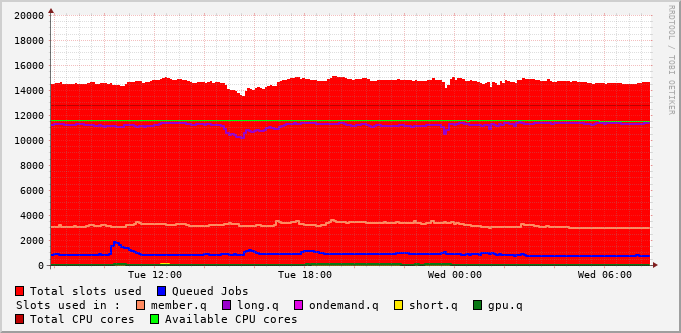 20000
18000
16000
14000
12000
10000
8000
6000
4000
2000
0
Tue 12:00 Tue 18:00 Wed 00:00 Wed 06:00
Total slots used Queued Jobs
Slots used in : member.q long.q ondemand.q short.q gpu.q
Total CPU cores Available CPU cores
RRDTOOL / TOBI OETIKER